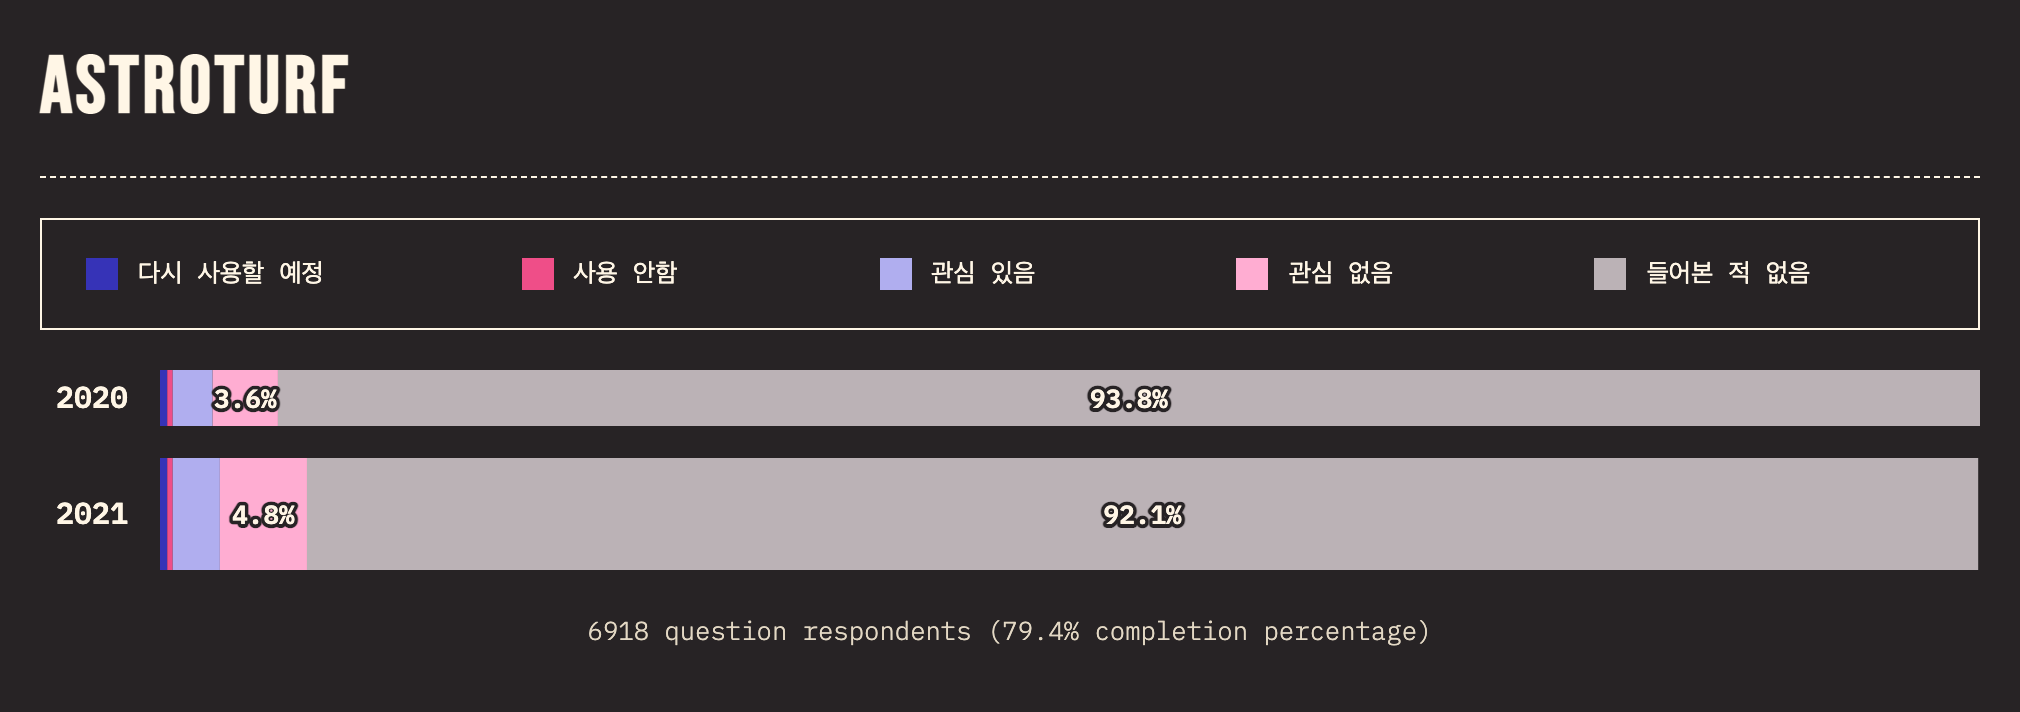 ASTROTURF
다시 사용할 예정 사용 안함 관심 있음 관심 없음 들어본 적 없음
2020 3.6% 93.8%
2021 4.8% 92.1%
6918 question respondents (79.4% completion percentage)